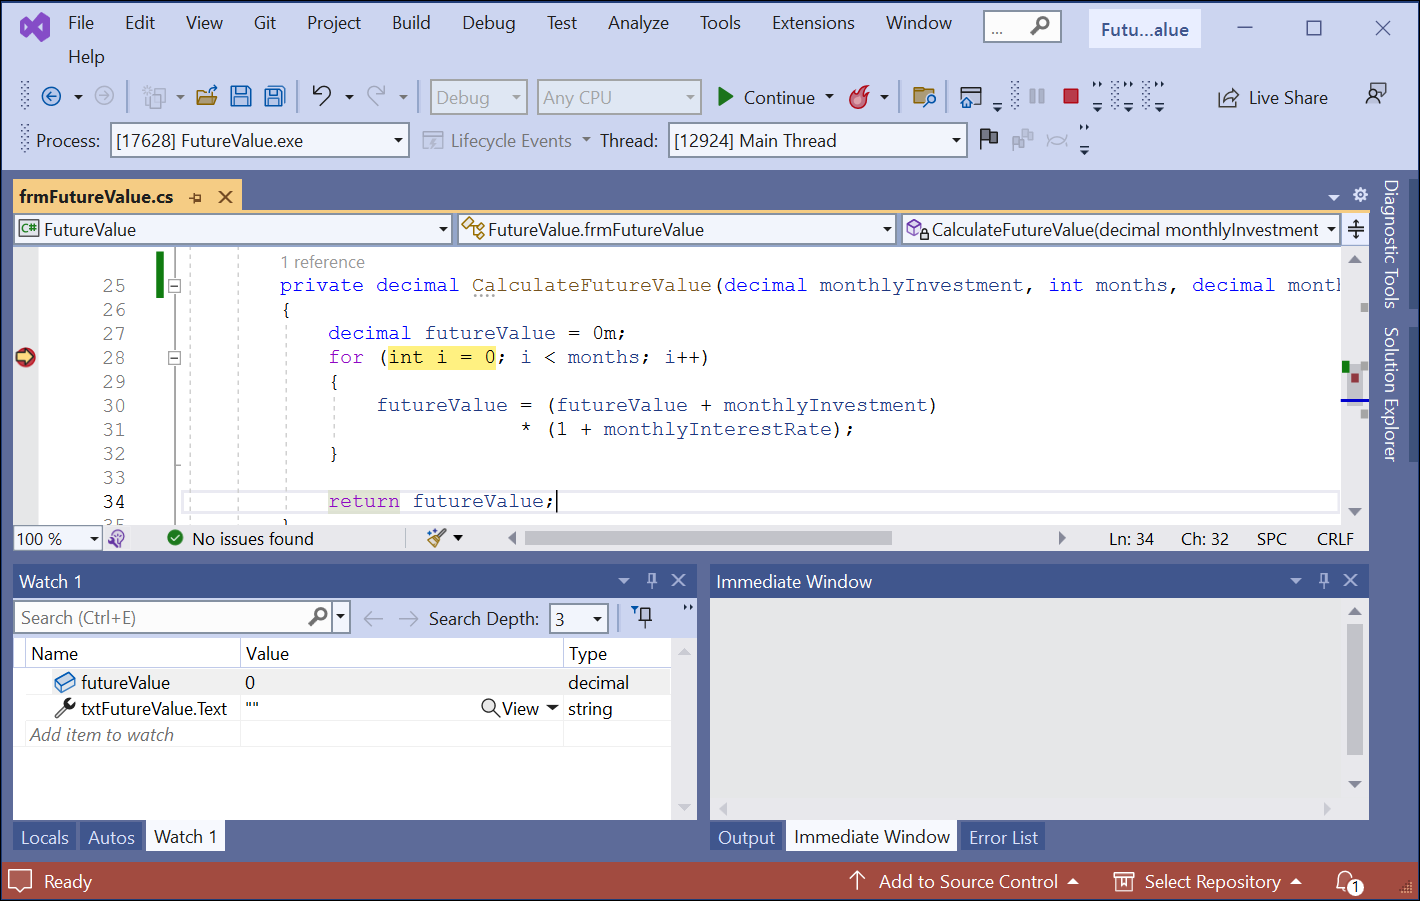 File Edit View Git Project Build Debug Test Analyze Tools Extensions Window ... Futu...alue
Help
Debug Any CPU Continue Live Share
Process: [17628] FutureValue.exe Lifecycle Events Thread: [12924] Main Thread
frmFutureValue.cs
C# FutureValue FutureValue.frmFutureValue CalculateFutureValue(decimal monthlyInvestment
1 reference
25 private decimal CalculateFutureValue(decimal monthlyInvestment, int months, decimal month
26 {
27 decimal futureValue = 0m;
28 for (int i = 0; i < months; i++)
29 {
30 futureValue = (futureValue + monthlyInvestment)
31 * (1 + monthlyInterestRate);
32 }
33
34 return futureValue;
35 }
100 % No issues found Ln: 34 Ch: 32 SPC CRLF
Diagnostic Tools
Solution Explorer
Watch 1
Search (Ctrl+E) Search Depth: 3
Name Value Type
futureValue 0 decimal
txtFutureValue.Text "" View string
Add item to watch
Locals Autos Watch 1
Immediate Window
Output Immediate Window Error List
Ready Add to Source Control Select Repository 1